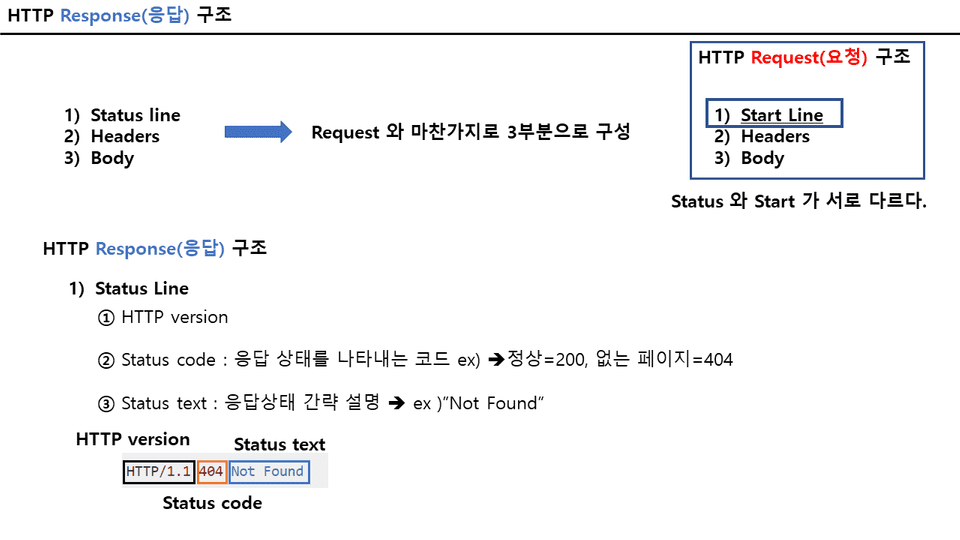 HTTP Response(응답) 구조
HTTP Request(요청) 구조
1) Start Line
2) Headers
3) Body
1) Status line
2) Headers
3) Body
Request 와 마찬가지로 3부분으로 구성
Status 와 Start 가 서로 다르다.
HTTP Response(응답) 구조
1) Status Line
① HTTP version
② Status code : 응답 상태를 나타내는 코드 ex) ➔정상=200, 없는 페이지=404
③ Status text : 응답상태 간략 설명 ➔ ex )”Not Found“
HTTP version
Status text
HTTP/1.1 404 Not Found
Status code